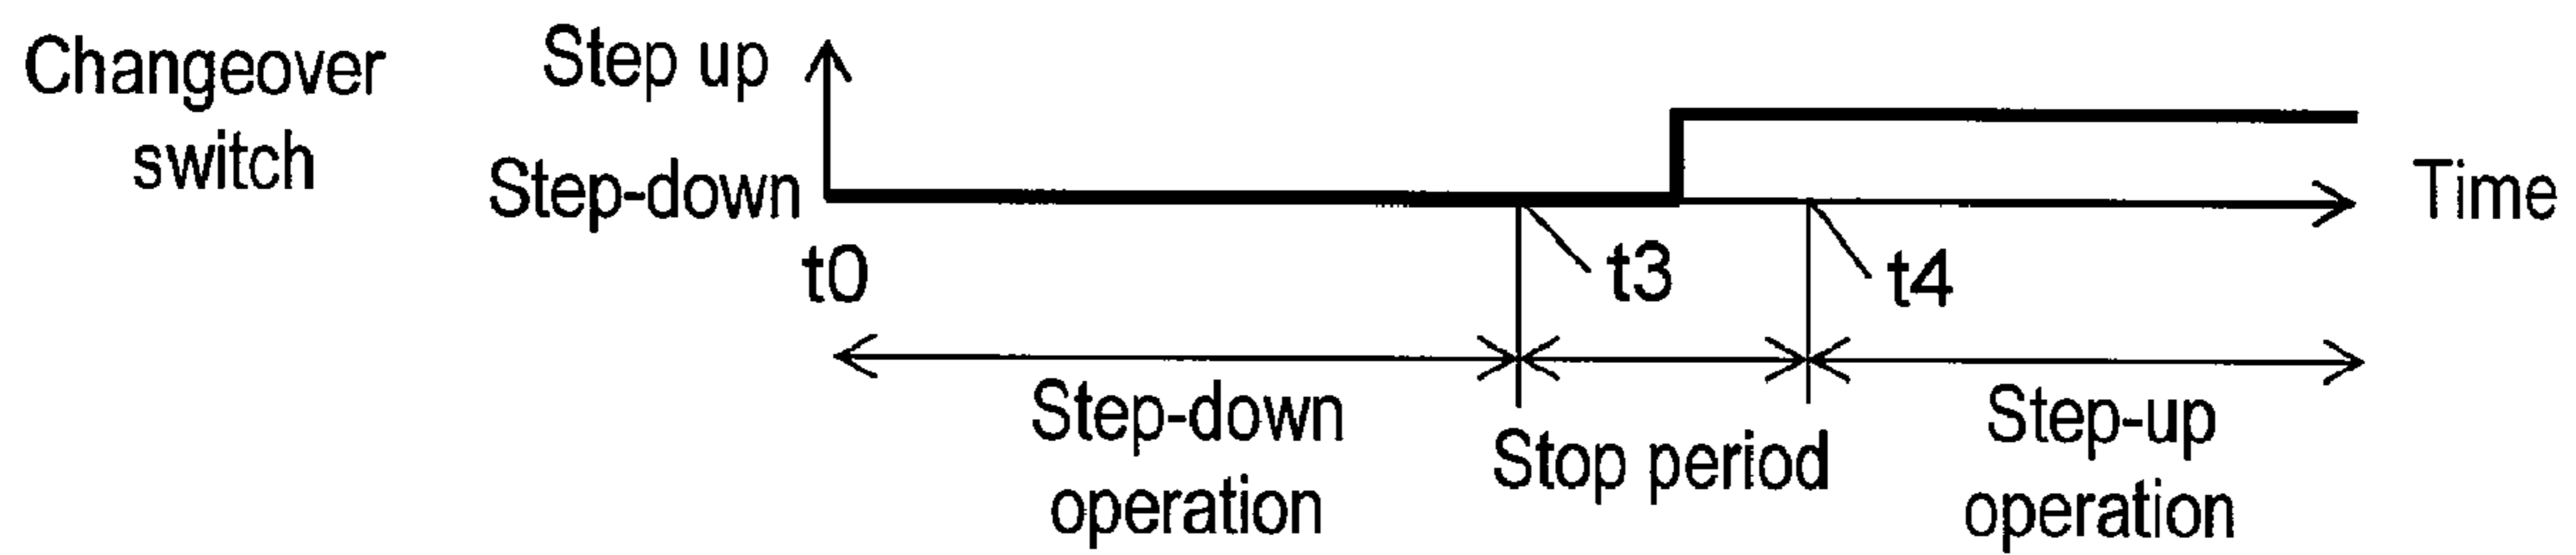 Changeover
switch
Step up
Step-down
Time
t0
t3
t4
Step-down
operation
Stop period
Step-up
operation